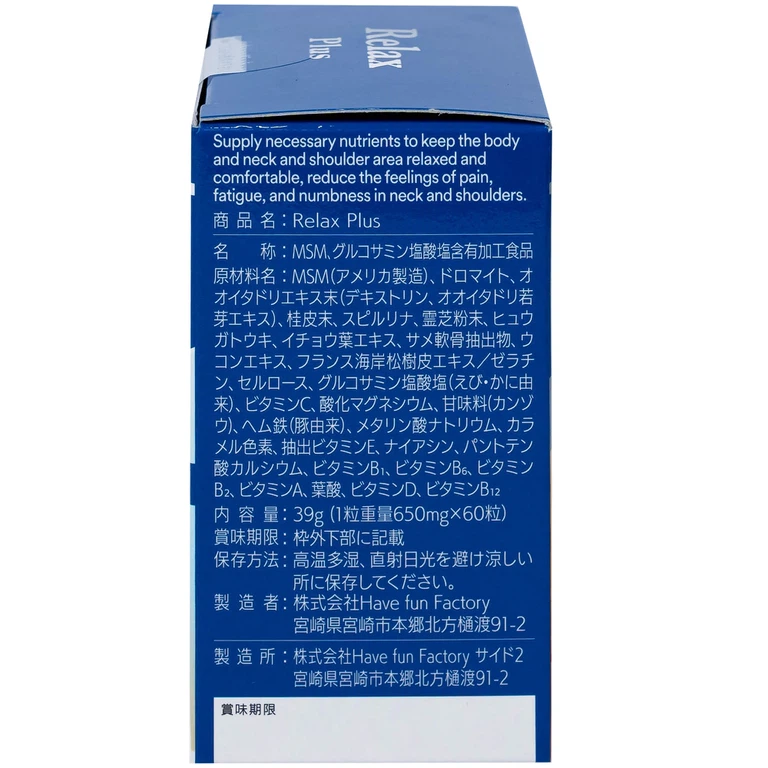 Relax
Plus
Supply necessary nutrients to keep the body
and neck and shoulder area relaxed and
comfortable, reduce the feelings of pain,
fatigue, and numbness in neck and shoulders.
商品名：Relax Plus
名 称：MSM、グルコサミン塩酸塩含有加工食品
原材料名：MSM（アメリカ製造）、ドロマイト、オ
オイタドリエキス末（デキストリン、オオイタドリ若
芽エキス）、桂皮末、スピルリナ、霊芝粉末、ヒュウ
ガトウキ、イチョウ葉エキス、サメ軟骨抽出物、ウ
コンエキス、フランス海岸松樹皮エキス／ゼラチ
ン、セルロース、グルコサミン塩酸塩（えび・かに由
来）、ビタミンC、酸化マグネシウム、甘味料（カンゾ
ウ）、ヘム鉄（豚由来）、メタリン酸ナトリウム、カラ
メル色素、抽出ビタミンE、ナイアシン、パントテン
酸カルシウム、ビタミンB₁、ビタミンB₆、ビタミン
B₂、ビタミンA、葉酸、ビタミンD、ビタミンB₁₂
内容量：39g（1粒重量650mg×60粒）
賞味期限：枠外下部に記載
保存方法：高温多湿、直射日光を避け涼しい
所に保存してください。
製造者：株式会社Have fun Factory
宮崎県宮崎市本郷北方樋渡91-2
製造所：株式会社Have fun Factory サイド2
宮崎県宮崎市本郷北方樋渡91-2
賞味期限